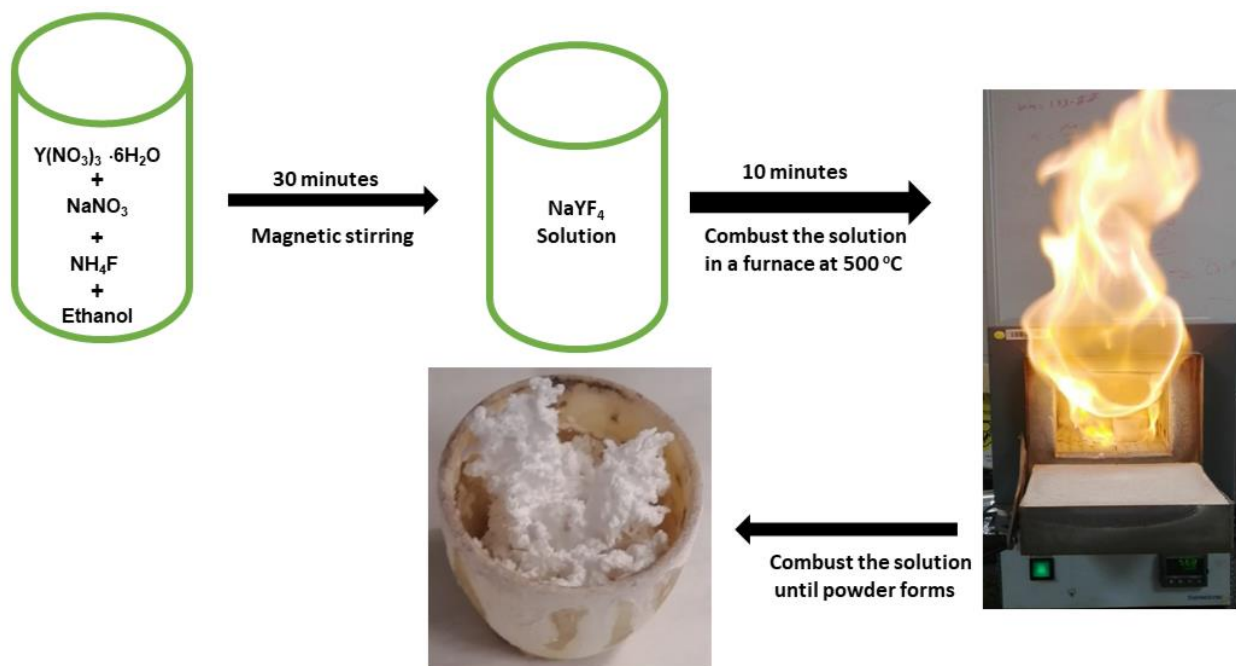 Y(NO₃)₃ ·6H₂O
+
NaNO₃
+
NH₄F
+
Ethanol
30 minutes
Magnetic stirring
NaYF₄
Solution
10 minutes
Combust the solution
in a furnace at 500 ºC
Combust the solution
until powder forms